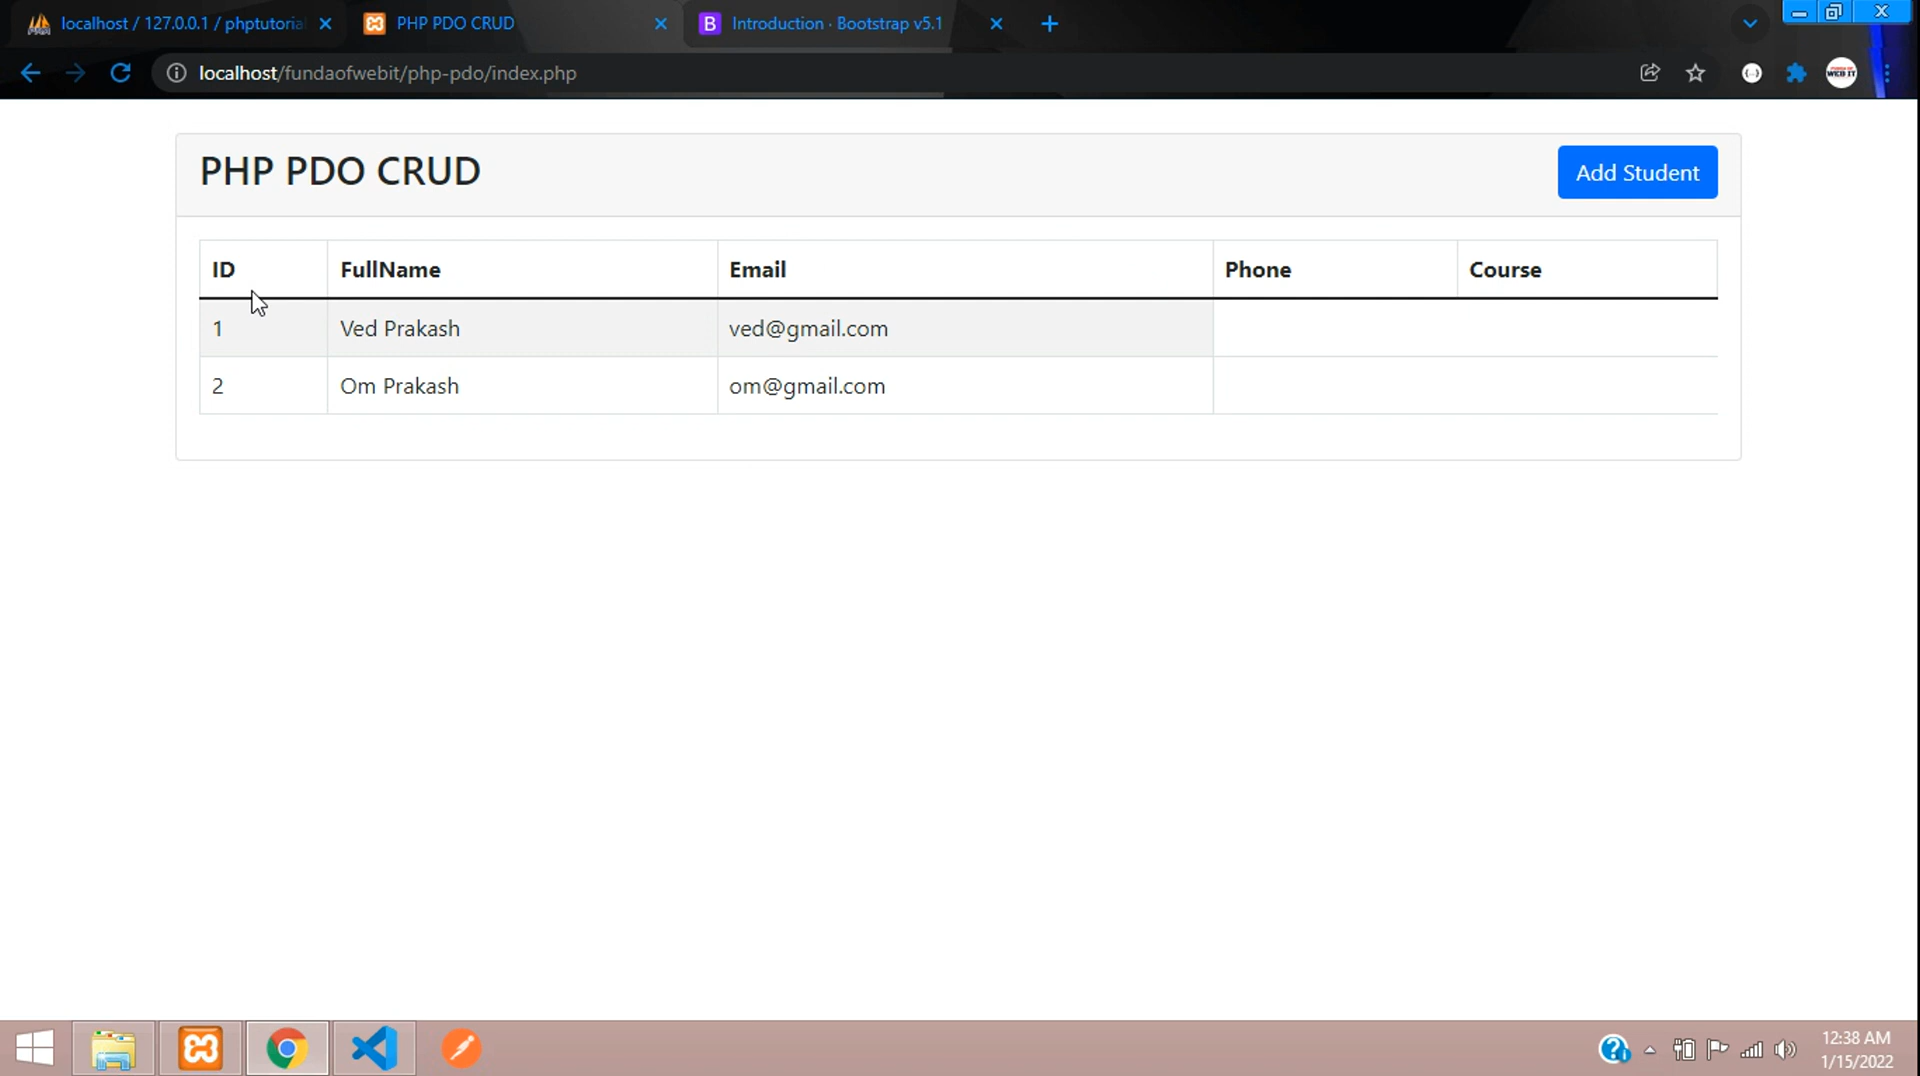 localhost / 127.0.0.1 / phptutoria
PHP PDO CRUD
B Introduction · Bootstrap v5.1
localhost/fundaofwebit/php-pdo/index.php
PHP PDO CRUD
Add Student
ID FullName Email Phone Course
1 Ved Prakash ved@gmail.com
2 Om Prakash om@gmail.com
12:38 AM
1/15/2022